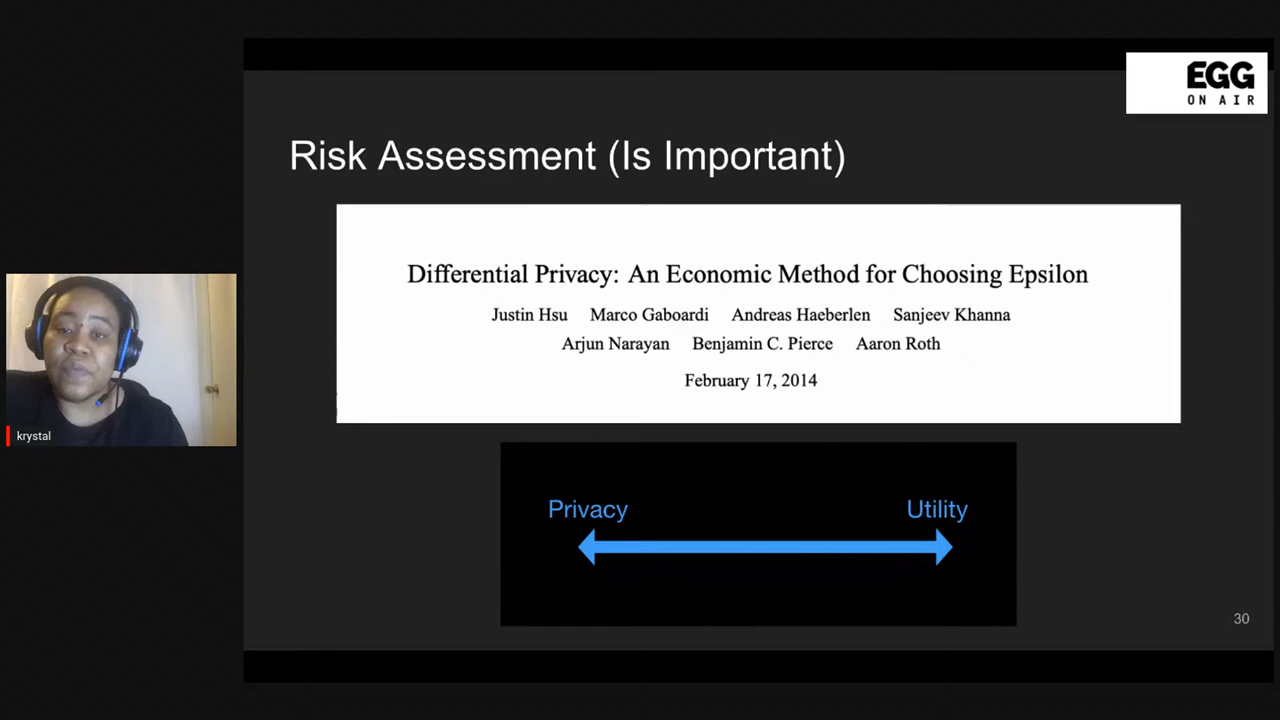 EGG
ON AIR
Risk Assessment (Is Important)
Differential Privacy: An Economic Method for Choosing Epsilon
Justin Hsu Marco Gaboardi Andreas Haeberlen Sanjeev Khanna
Arjun Narayan Benjamin C. Pierce Aaron Roth
February 17, 2014
krystal
Privacy Utility
30